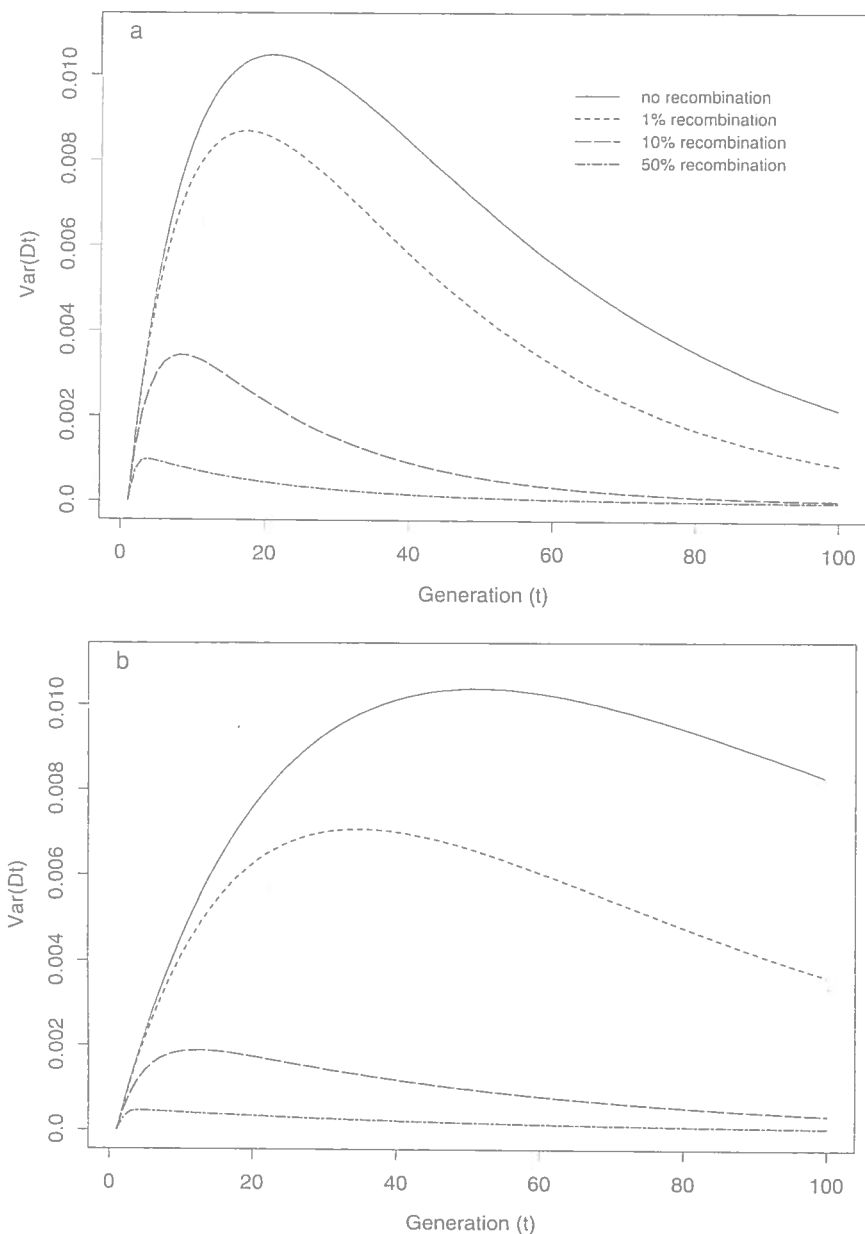 a
0.010
0.008
0.006
0.004
0.002
0.0
Var(Dt)
no recombination
1% recombination
10% recombination
50% recombination
0 20 40 60 80 100
Generation (t)
b
0.010
0.008
0.006
0.004
0.002
0.0
Var(Dt)
0 20 40 60 80 100
Generation (t)